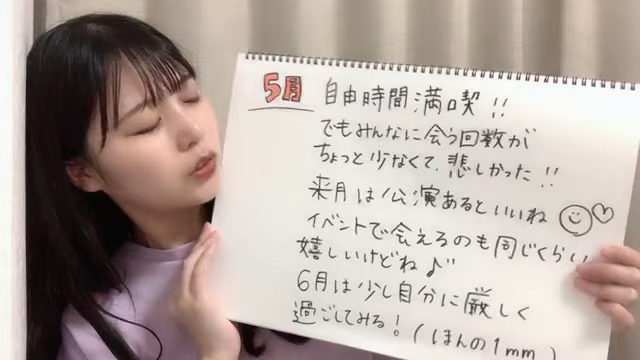 5月
自由時間満喫!!
でもみんなに会う回数が
ちょっと少なくて、悲しかった!!
来月は公演あるといいね
イベントで会えるのも同じくらい
嬉しいけどね♪
6月は少し自分に厳しく
過ごしてみる!(ほんの1mm)